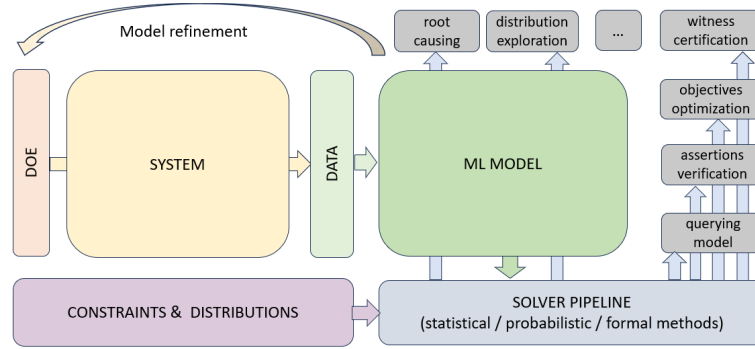 Model refinement
root
causing
distribution
exploration
...
witness
certification
objectives
optimization
assertions
verification
querying
model
DOE
SYSTEM
DATA
ML MODEL
CONSTRAINTS & DISTRIBUTIONS
SOLVER PIPELINE
(statistical / probabilistic / formal methods)